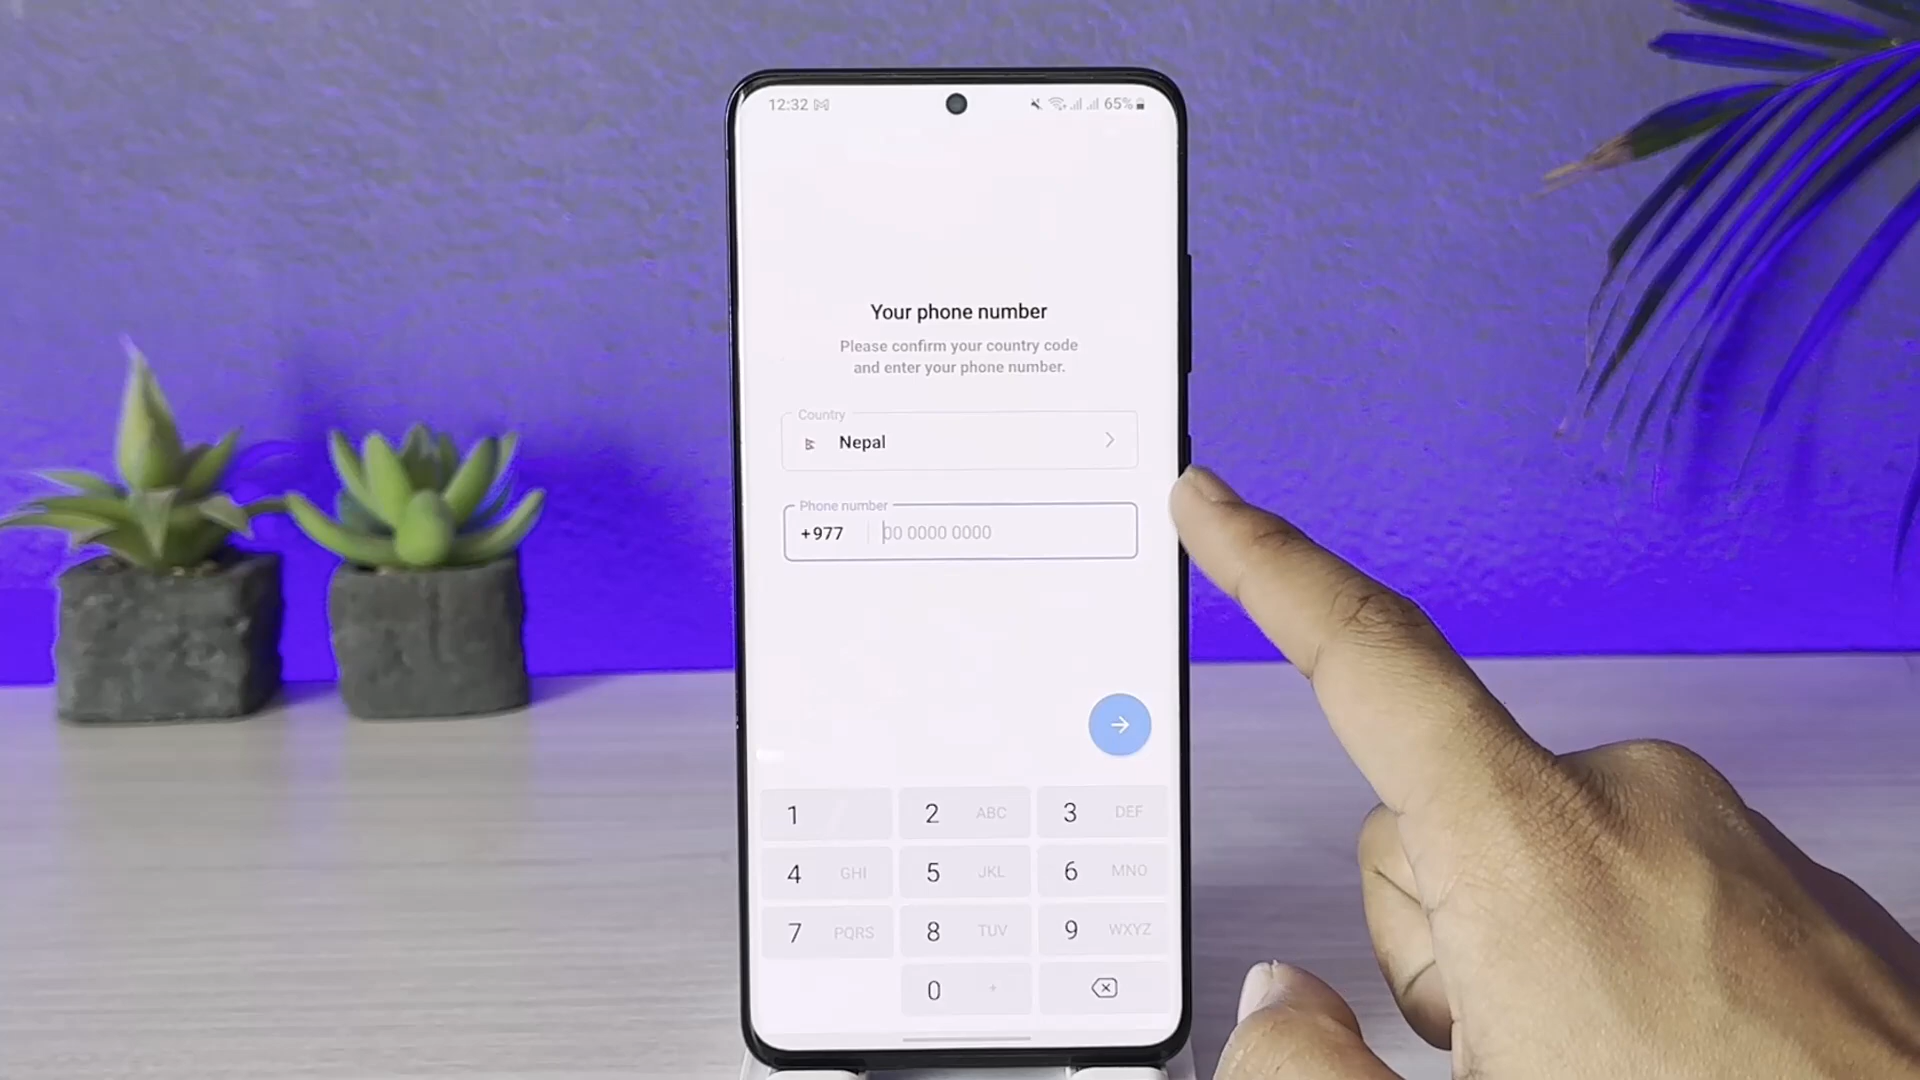 12:32 65%
Your phone number
Please confirm your country code
and enter your phone number.
Country
Nepal
Phone number
+977 00 0000 0000
1 2 ABC 3 DEF
4 GHI 5 JKL 6 MNO
7 PQRS 8 TUV 9 WXYZ
0 +